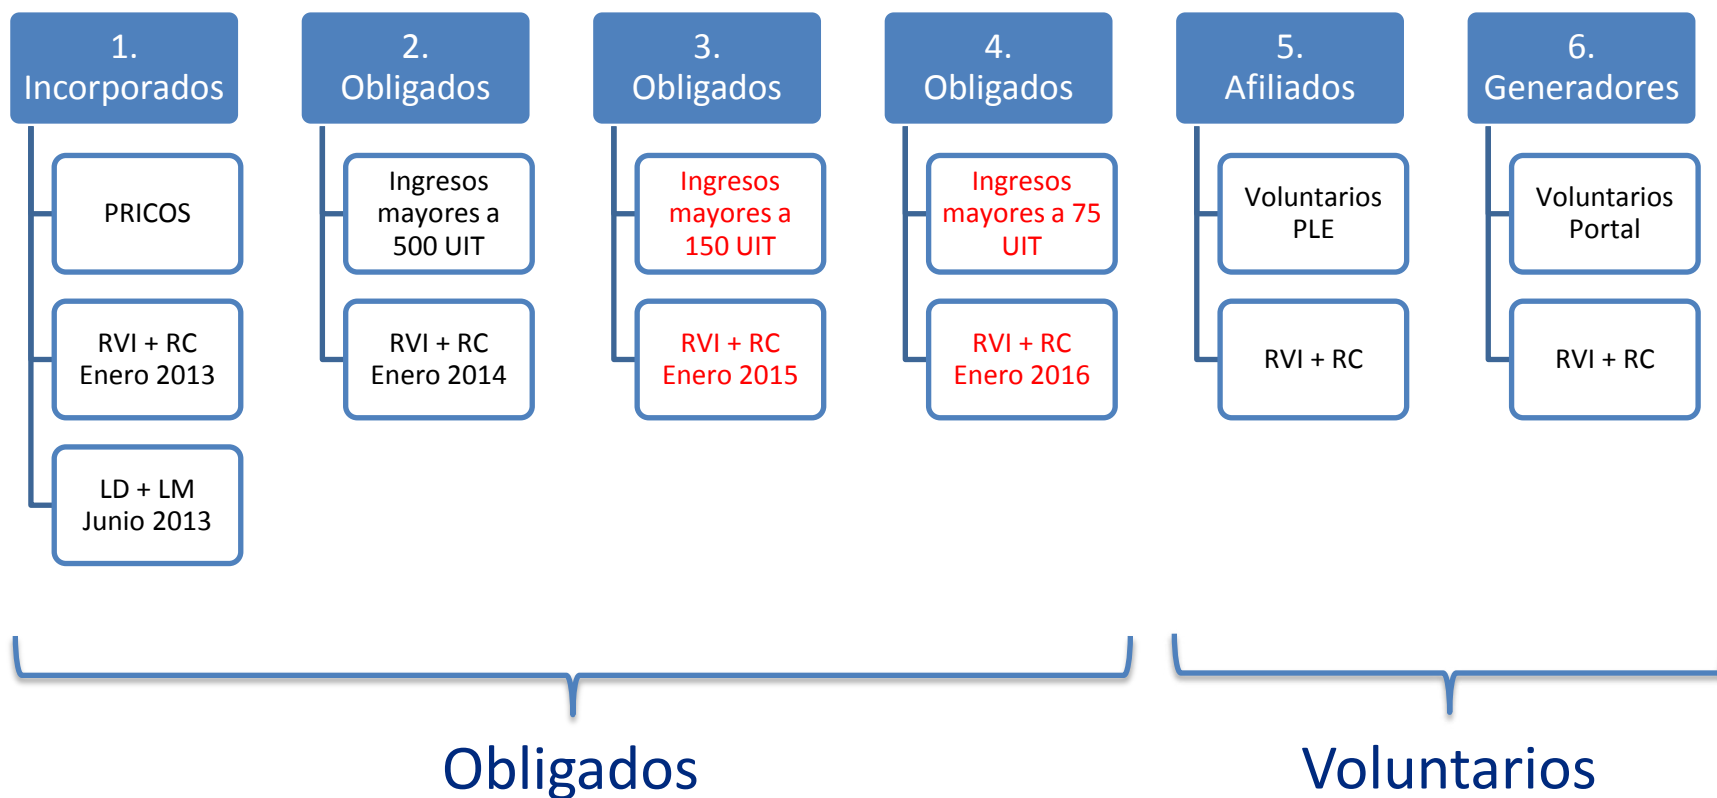 1.
Incorporados
PRICOS
RVI + RC
Enero 2013
LD + LM
Junio 2013
2.
Obligados
Ingresos
mayores a
500 UIT
RVI + RC
Enero 2014
3.
Obligados
Ingresos
mayores a
150 UIT
RVI + RC
Enero 2015
4.
Obligados
Ingresos
mayores a 75
UIT
RVI + RC
Enero 2016
5.
Afiliados
Voluntarios
PLE
RVI + RC
6.
Generadores
Voluntarios
Portal
RVI + RC
Obligados
Voluntarios